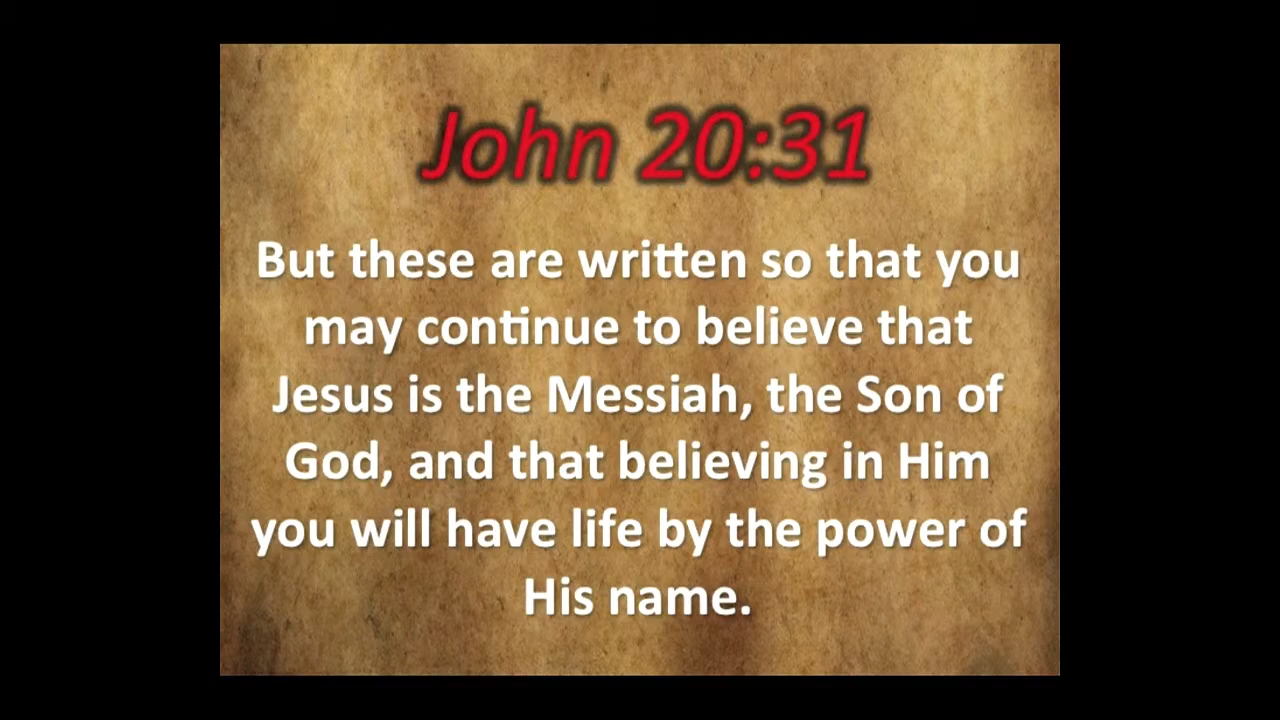 John 20:31
But these are written so that you
may continue to believe that
Jesus is the Messiah, the Son of
God, and that believing in Him
you will have life by the power of
His name.